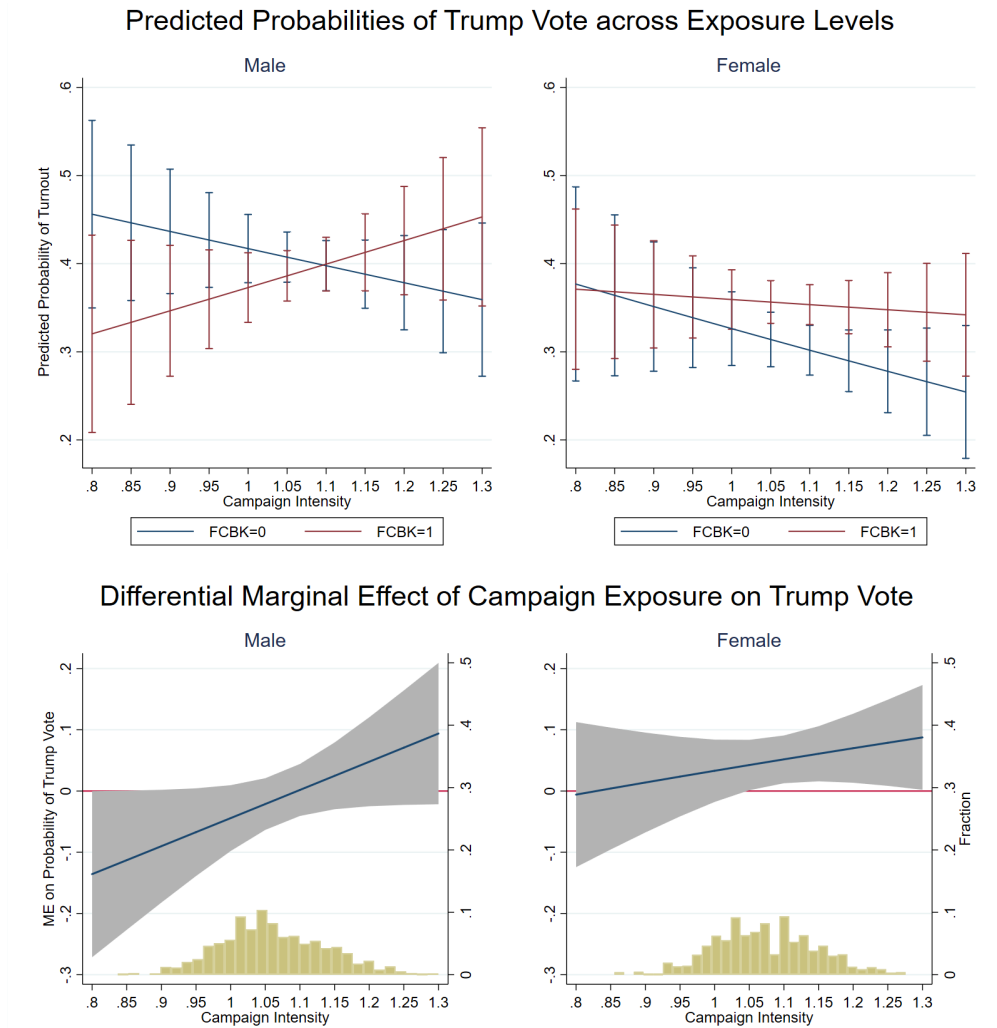 Predicted Probabilities of Trump Vote across Exposure Levels
Male
Female
Predicted Probability of Turnout
.6
.5
.4
.3
.2
.6
.5
.4
.3
.2
.8 .85 .9 .95 1 1.05 1.1 1.15 1.2 1.25 1.3
.8 .85 .9 .95 1 1.05 1.1 1.15 1.2 1.25 1.3
Campaign Intensity
Campaign Intensity
FCBK=0 FCBK=1
FCBK=0 FCBK=1
Differential Marginal Effect of Campaign Exposure on Trump Vote
Male
Female
ME on Probability of Trump Vote
.2
.1
0
-.1
-.2
-.3
.5
.4
.3
.2
.1
0
.2
.1
0
-.1
-.2
-.3
.5
.4
.3
.2
.1
0
Fraction
.8 .85 .9 .95 1 1.05 1.1 1.15 1.2 1.25 1.3
.8 .85 .9 .95 1 1.05 1.1 1.15 1.2 1.25 1.3
Campaign Intensity
Campaign Intensity